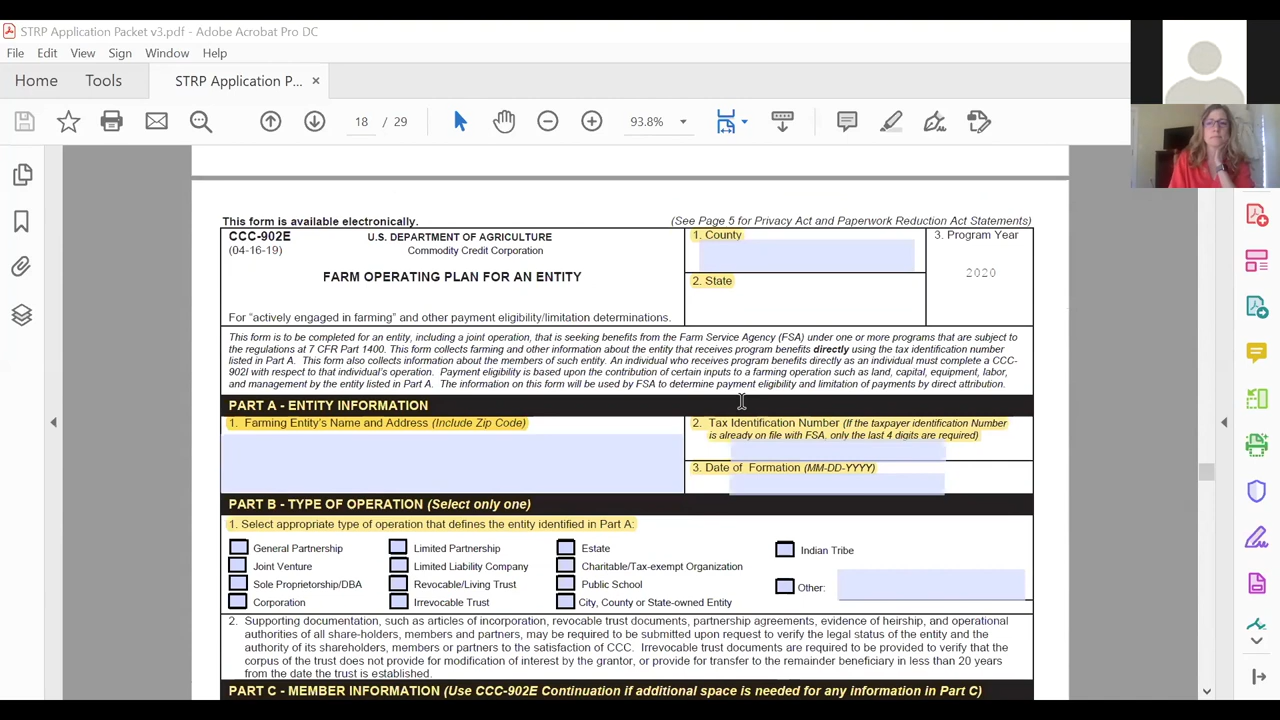 STRP Application Packet v3.pdf - Adobe Acrobat Pro DC
File Edit View Sign Window Help
Home Tools STRP Application P... ×
18 / 29 93.8%
This form is available electronically. (See Page 5 for Privacy Act and Paperwork Reduction Act Statements)
CCC-902E U.S. DEPARTMENT OF AGRICULTURE
(04-16-19) Commodity Credit Corporation
FARM OPERATING PLAN FOR AN ENTITY
For "actively engaged in farming" and other payment eligibility/limitation determinations.
1. County
2. State
3. Program Year
2020
This form is to be completed for an entity, including a joint operation, that is seeking benefits from the Farm Service Agency (FSA) under one or more programs that are subject to
the regulations at 7 CFR Part 1400. This form collects farming and other information about the entity that receives program benefits directly using the tax identification number
listed in Part A. This form also collects information about the members of such entity. An individual who receives program benefits directly as an individual must complete a CCC-
902I with respect to that individual's operation. Payment eligibility is based upon the contribution of certain inputs to a farming operation such as land, capital, equipment, labor,
and management by the entity listed in Part A. The information on this form will be used by FSA to determine payment eligibility and limitation of payments by direct attribution.
PART A - ENTITY INFORMATION
1. Farming Entity's Name and Address (Include Zip Code)
2. Tax Identification Number (If the taxpayer identification Number
is already on file with FSA, only the last 4 digits are required)
3. Date of Formation (MM-DD-YYYY)
PART B - TYPE OF OPERATION (Select only one)
1. Select appropriate type of operation that defines the entity identified in Part A:
General Partnership Limited Partnership Estate Indian Tribe
Joint Venture Limited Liability Company Charitable/Tax-exempt Organization
Sole Proprietorship/DBA Revocable/Living Trust Public School Other:
Corporation Irrevocable Trust City, County or State-owned Entity
2. Supporting documentation, such as articles of incorporation, revocable trust documents, partnership agreements, evidence of heirship, and operational
authorities of all share-holders, members and partners, may be required to be submitted upon request to verify the legal status of the entity and the
authority of its shareholders, members or partners to the satisfaction of CCC. Irrevocable trust documents are required to be provided to verify that the
corpus of the trust does not provide for modification of interest by the grantor, or provide for transfer to the remainder beneficiary in less than 20 years
from the date the trust is established.
PART C - MEMBER INFORMATION (Use CCC-902E Continuation if additional space is needed for any information in Part C)